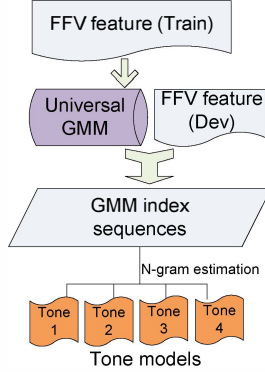 FFV feature (Train)
Universal
GMM
FFV feature
(Dev)
GMM index
sequences
N-gram estimation
Tone
1
Tone
2
Tone
3
Tone
4
Tone models